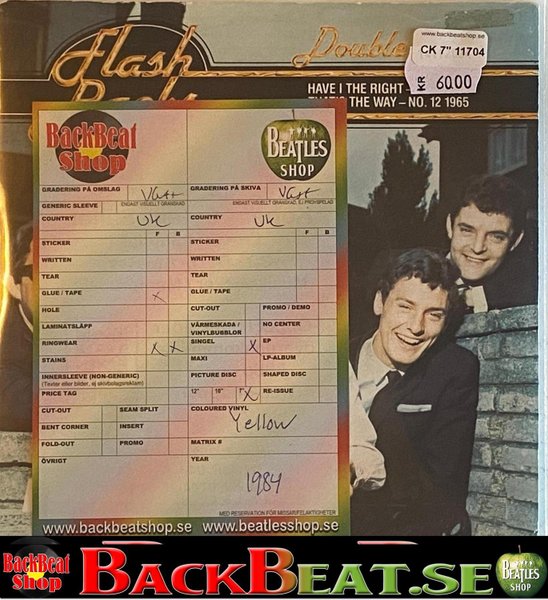 Flash
Back
Double
www.backbeatshop.se
CK 7" 11704
KR 60.00
HAVE I THE RIGHT –
THAT'S THE WAY – NO. 12 1965
BackBeat
Shop
BEATLES
SHOP
GRADERING PÅ OMSLAG VG++
GRADERING PÅ SKIVA VG++
GENERIC SLEEVE ENDAST VISUELLT GRANSKAD
ENDAST VISUELLT GRANSKAD, EJ PROVSPELAD
COUNTRY UK
COUNTRY UK
F B
F B
STICKER
STICKER
WRITTEN
WRITTEN
TEAR
TEAR
GLUE / TAPE X
GLUE / TAPE
HOLE
CUT-OUT PROMO / DEMO
LAMINATSLÄPP
VÄRMESKADA / VINYLBUBBLOR NO CENTER
RINGWEAR X X
SINGEL X EP
STAINS
MAXI LP-ALBUM
INNERSLEEVE (NON-GENERIC)
(Texter eller bilder, ej skivbolagsreklam)
PICTURE DISC SHAPED DISC
PRICE TAG
12" 10" 7" X RE-ISSUE
CUT-OUT SEAM SPLIT
COLOURED VINYL
Yellow
BENT CORNER INSERT
FOLD-OUT PROMO
MATRIX #
ÖVRIGT
YEAR
1984
MED RESERVATION FÖR MISSAR/FELAKTIGHETER
www.backbeatshop.se www.beatlesshop.se
BackBeat
Shop
BACKBEAT.SE
BEATLES
SHOP